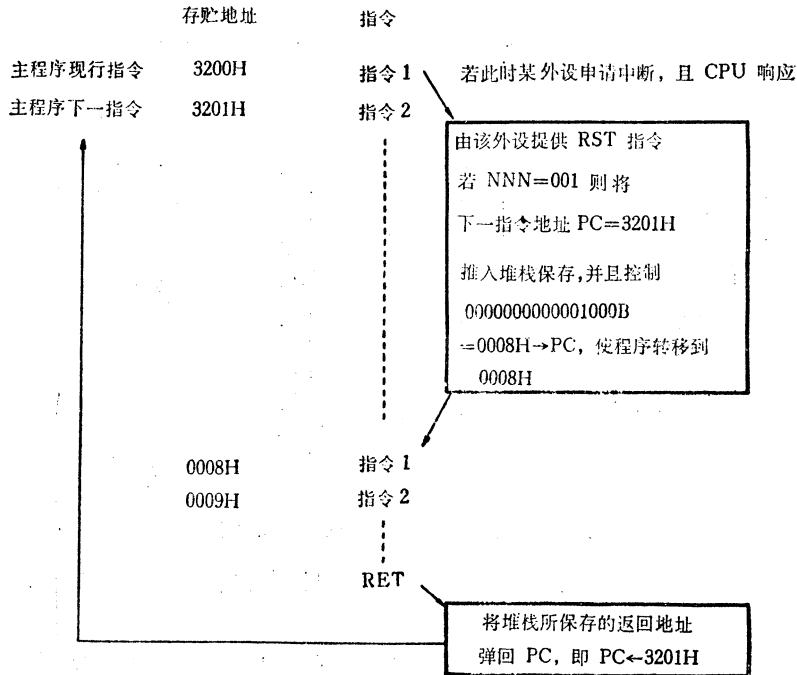 存贮地址 指令
主程序现行指令 3200H 指令 1 若此时某外设申请中断，且 CPU 响应
主程序下一指令 3201H 指令 2
由该外设提供 RST 指令
若 NNN=001 则将
下一指令地址 PC=3201H
推入堆栈保存,并且控制
0000000000001000B
=0008H→PC，使程序转移到
0008H
0008H 指令 1
0009H 指令 2
RET
将堆栈所保存的返回地址
弹回 PC，即 PC←3201H